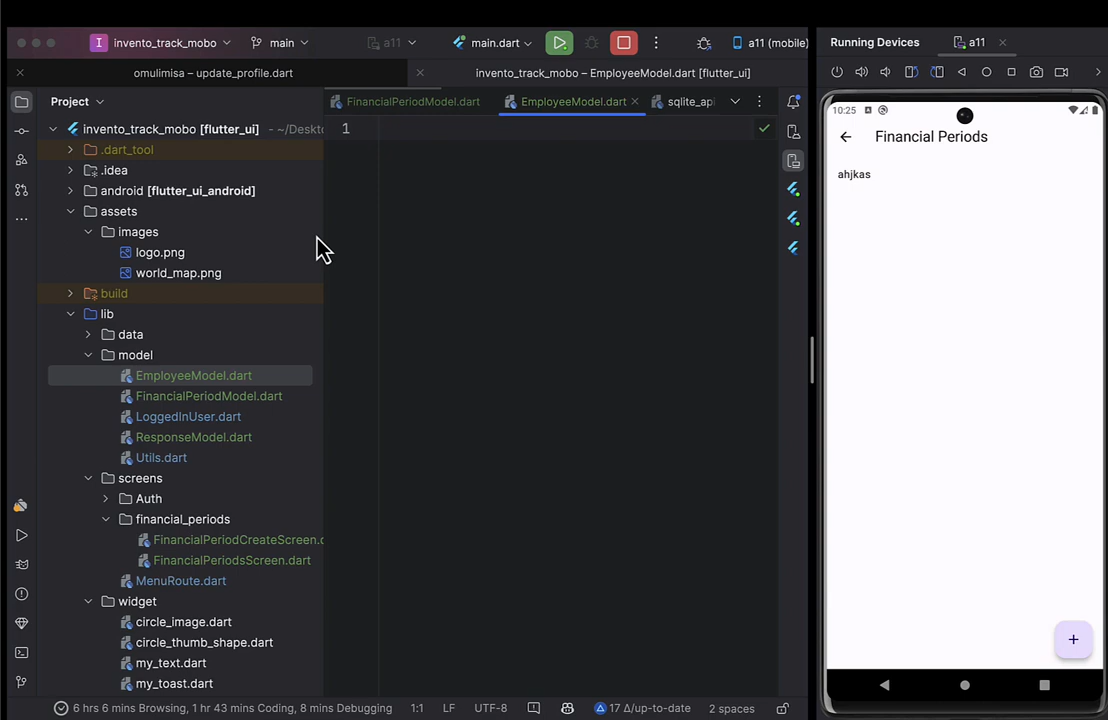 invento_track_mobo
main
a11
main.dart
a11 (mobile)
Running Devices
a11
omulimisa – update_profile.dart
invento_track_mobo – EmployeeModel.dart [flutter_ui]
Project
FinancialPeriodModel.dart
EmployeeModel.dart
sqlite_api
1
invento_track_mobo [flutter_ui] - ~/Deskto
.dart_tool
.idea
android [flutter_ui_android]
assets
images
logo.png
world_map.png
build
lib
data
model
EmployeeModel.dart
FinancialPeriodModel.dart
LoggedInUser.dart
ResponseModel.dart
Utils.dart
screens
Auth
financial_periods
FinancialPeriodCreateScreen.d
FinancialPeriodsScreen.dart
MenuRoute.dart
widget
circle_image.dart
circle_thumb_shape.dart
my_text.dart
my_toast.dart
6 hrs 6 mins Browsing, 1 hr 43 mins Coding, 8 mins Debugging
1:1
LF
UTF-8
17 Δ/up-to-date
2 spaces
10:25
Financial Periods
ahjkas
+